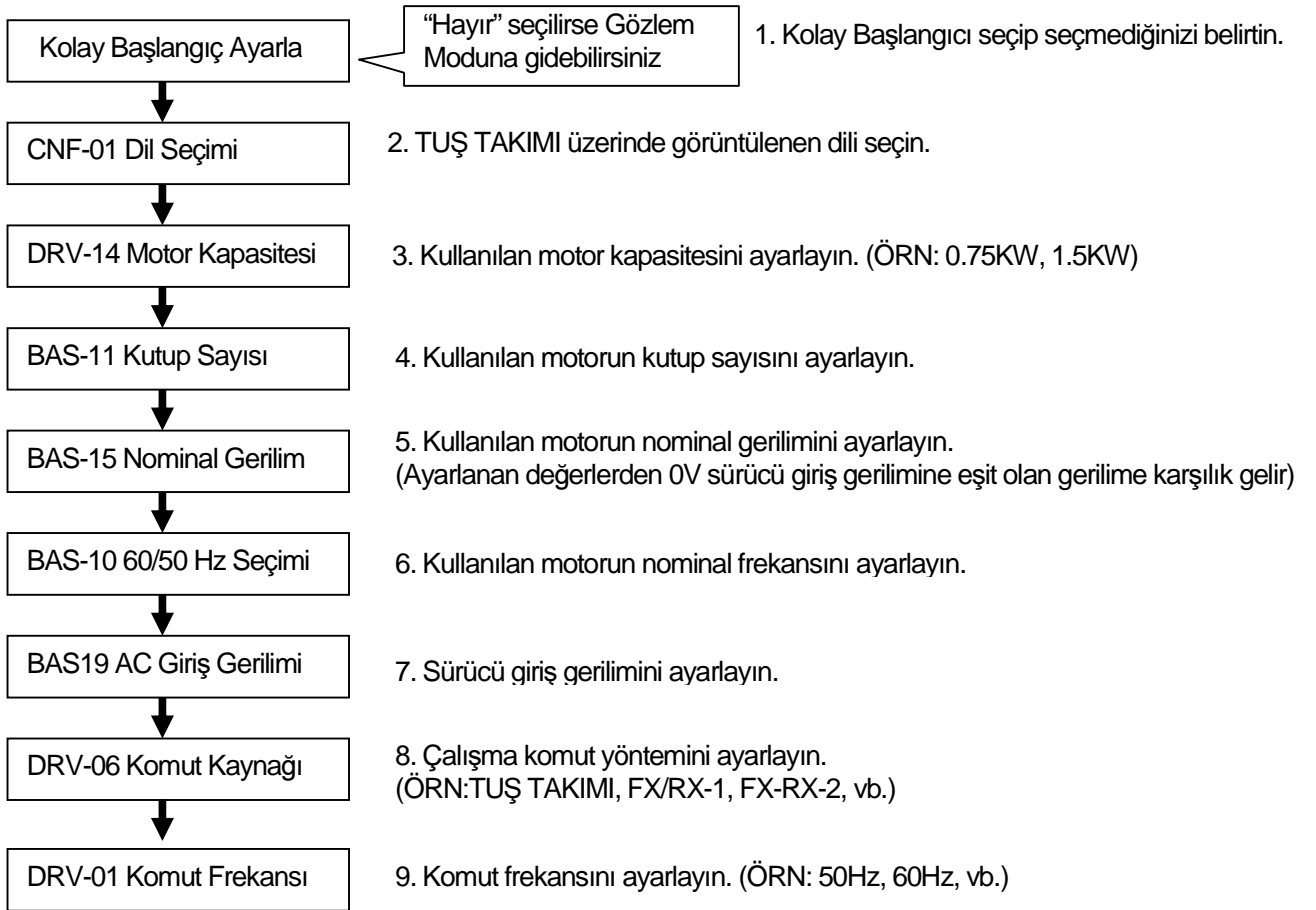 Kolay Başlangıç Ayarla
“Hayır” seçilirse Gözlem
Moduna gidebilirsiniz
1. Kolay Başlangıcı seçip seçmediğinizi belirtin.
CNF-01 Dil Seçimi
2. TUŞ TAKIMI üzerinde görüntülenen dili seçin.
DRV-14 Motor Kapasitesi
3. Kullanılan motor kapasitesini ayarlayın. (ÖRN: 0.75KW, 1.5KW)
BAS-11 Kutup Sayısı
4. Kullanılan motorun kutup sayısını ayarlayın.
BAS-15 Nominal Gerilim
5. Kullanılan motorun nominal gerilimini ayarlayın.
(Ayarlanan değerlerden 0V sürücü giriş gerilimine eşit olan gerilime karşılık gelir)
BAS-10 60/50 Hz Seçimi
6. Kullanılan motorun nominal frekansını ayarlayın.
BAS19 AC Giriş Gerilimi
7. Sürücü giriş gerilimini ayarlayın.
DRV-06 Komut Kaynağı
8. Çalışma komut yöntemini ayarlayın.
(ÖRN:TUŞ TAKIMI, FX/RX-1, FX-RX-2, vb.)
DRV-01 Komut Frekansı
9. Komut frekansını ayarlayın. (ÖRN: 50Hz, 60Hz, vb.)